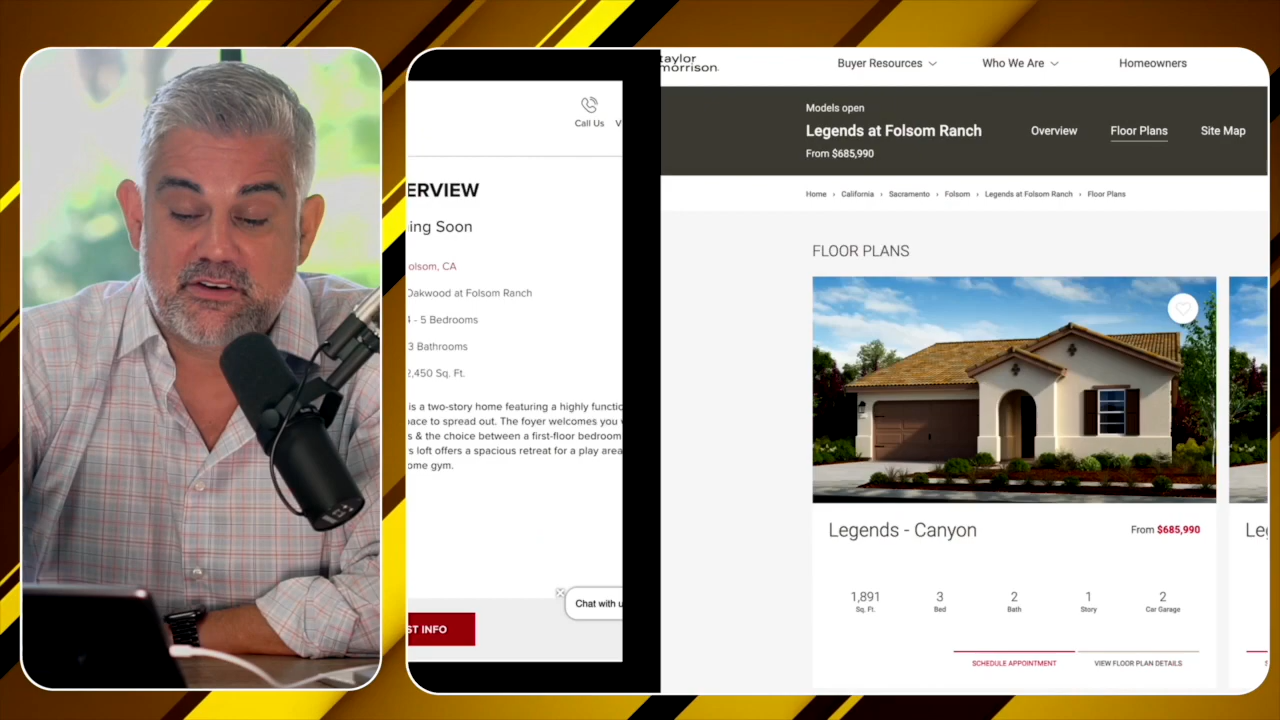 Call Us
V
ERVIEW
ing Soon
olsom, CA
Oakwood at Folsom Ranch
4 - 5 Bedrooms
3 Bathrooms
2,450 Sq. Ft.
is a two-story home featuring a highly functio
ace to spread out. The foyer welcomes you
s & the choice between a first-floor bedroom
s loft offers a spacious retreat for a play area
ome gym.
Chat with u
ST INFO
taylor
morrison
Buyer Resources
Who We Are
Homeowners
Models open
Legends at Folsom Ranch
From $685,990
Overview
Floor Plans
Site Map
Home › California › Sacramento › Folsom › Legends at Folsom Ranch › Floor Plans
FLOOR PLANS
Legends - Canyon
From $685,990
1,891
Sq. Ft.
3
Bed
2
Bath
1
Story
2
Car Garage
SCHEDULE APPOINTMENT
VIEW FLOOR PLAN DETAILS
Le